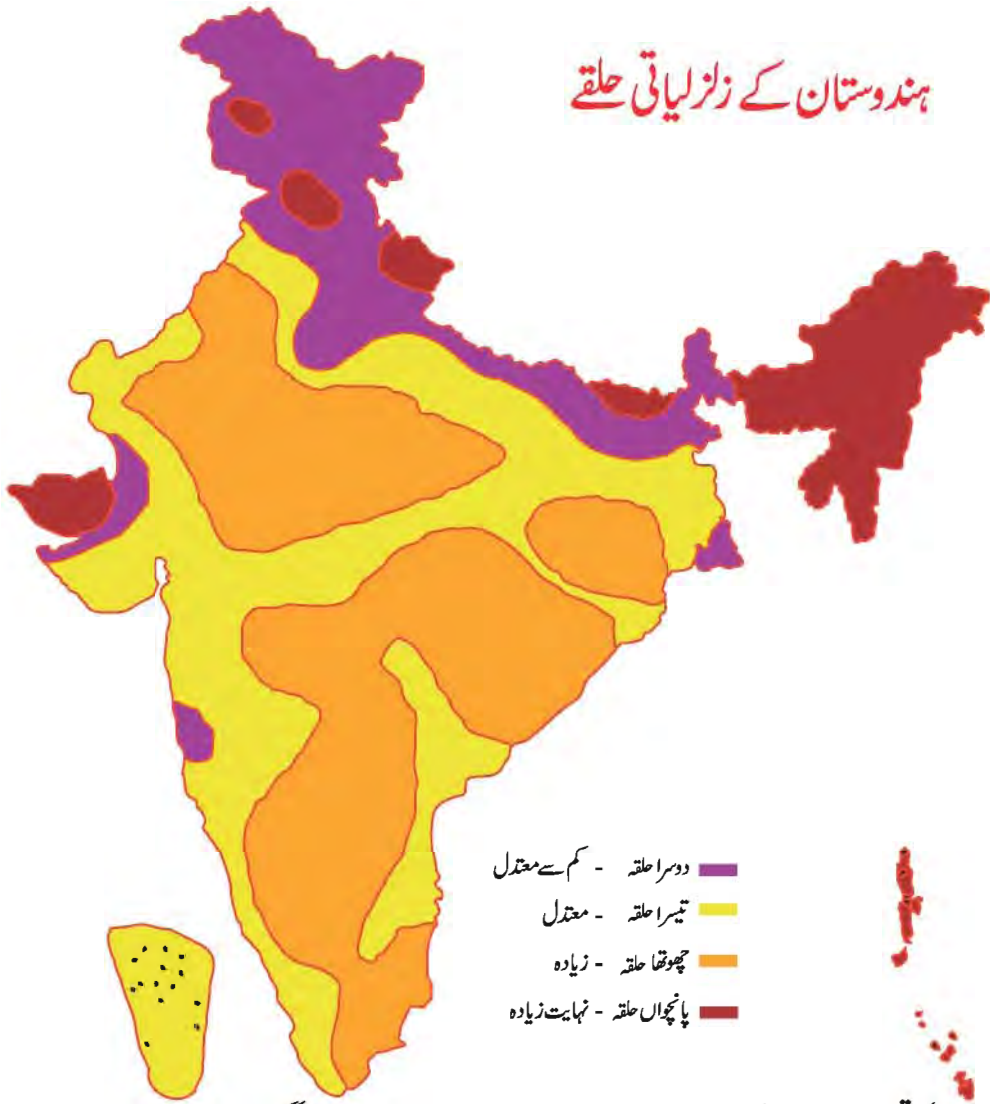 ہندوستان کے زلزلیاتی حلقے
دوسرا حلقہ - کم سے معتدل
تیسرا حلقہ - معتدل
چھوتھا حلقہ - زیادہ
پانچواں حلقہ - نہایت زیادہ